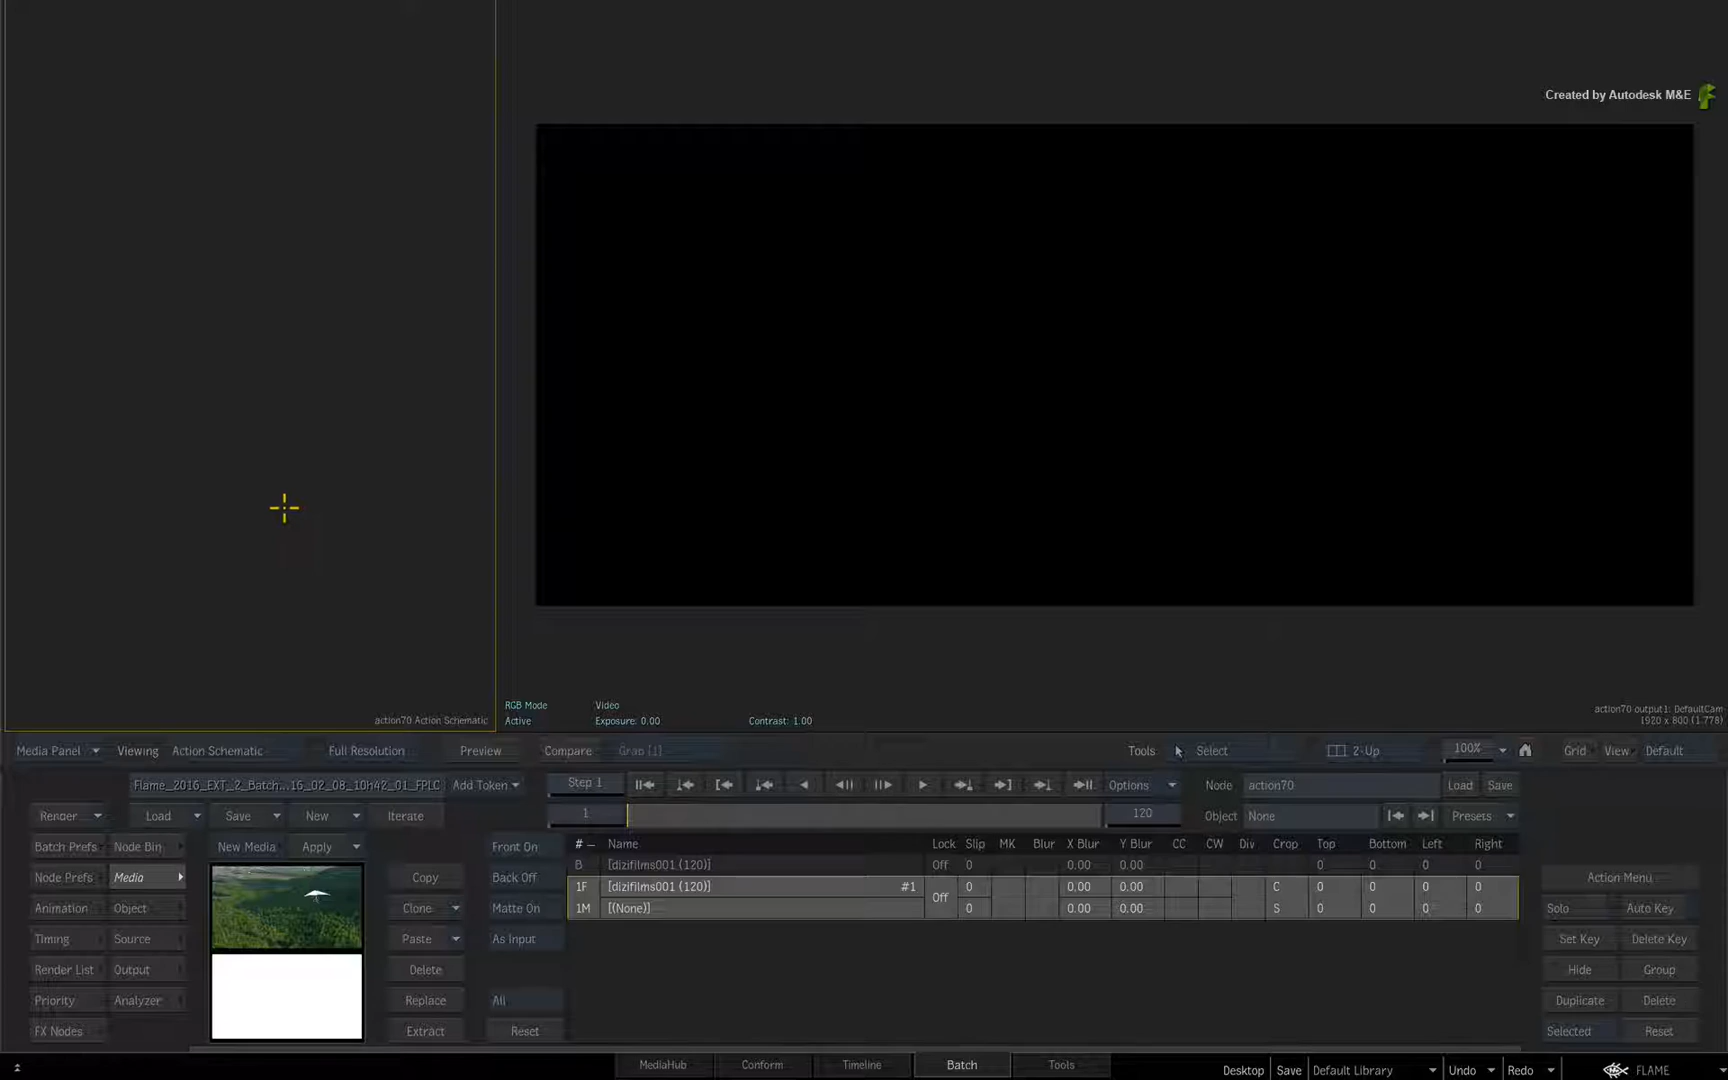 Created by Autodesk M&E
action70 Action Schematic
RGB Mode Video
Active Exposure: 0.00 Contrast: 1.00
action70 output1: DefaultCam
1920 x 800 (1.778)
Media Panel Viewing Action Schematic Full Resolution Preview Compare Grab [1] Tools Select 2-Up 100% Grid View Default
Flame_2016_EXT_2_Batch...16_02_08_10h42_01_FPLC Add Token Step 1 Options Node action70 Load Save
Render Load Save New Iterate 1 120 Object None Presets
Batch Prefs Node Bin New Media Apply Front On # Name Lock Slip MK Blur X Blur Y Blur CC CW Div Crop Top Bottom Left Right
B [dizifilms001 (120)] Off 0 0.00 0.00 0 0 0 0
Node Prefs Media Copy Back Off 1F [dizifilms001 (120)] #1 Off 0 0.00 0.00 C 0 0 0 0 Action Menu
Animation Object Clone Matte On 1M [(None)] 0 0.00 0.00 S 0 0 0 0 Solo Auto Key
Timing Source Paste As Input Set Key Delete Key
Render List Output Delete Hide Group
Priority Analyzer Replace All Duplicate Delete
FX Nodes Extract Reset Selected Reset
MediaHub Conform Timeline Batch Tools Desktop Save Default Library Undo Redo FLAME